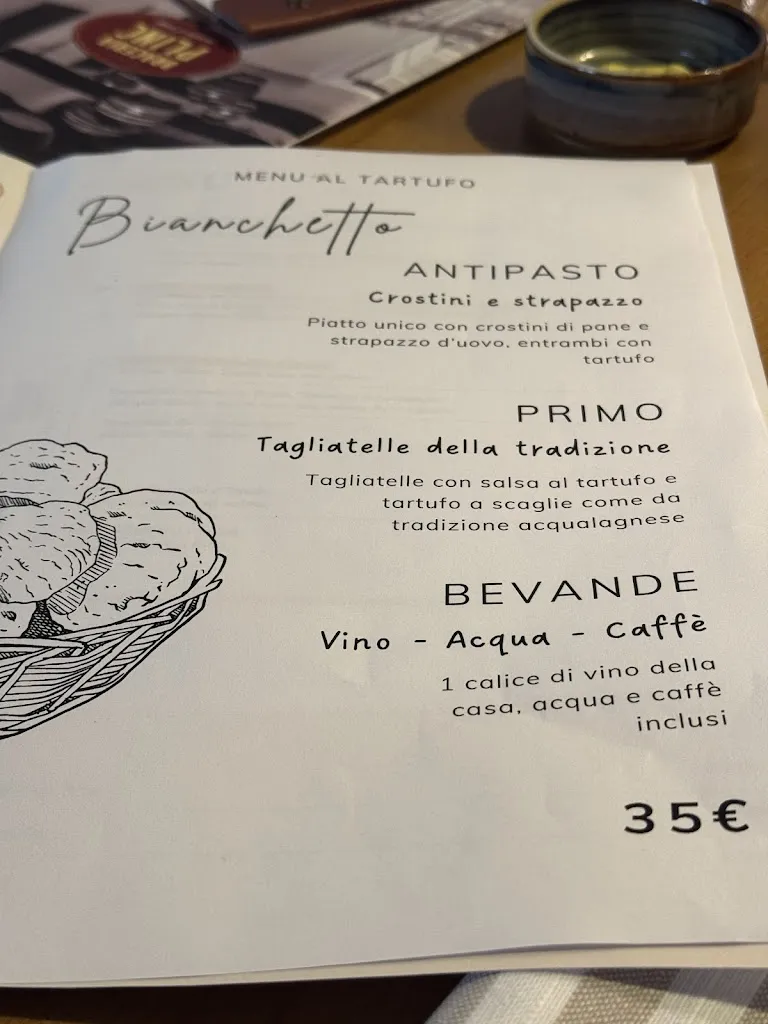 MENU AL TARTUFO
Bianchetto
ANTIPASTO
Crostini e strapazzo
Piatto unico con crostini di pane e
strapazzo d'uovo, entrambi con
tartufo
PRIMO
Tagliatelle della tradizione
Tagliatelle con salsa al tartufo e
tartufo a scaglie come da
tradizione acqualagnese
BEVANDE
Vino - Acqua - Caffè
1 calice di vino della
casa, acqua e caffè
inclusi
35€